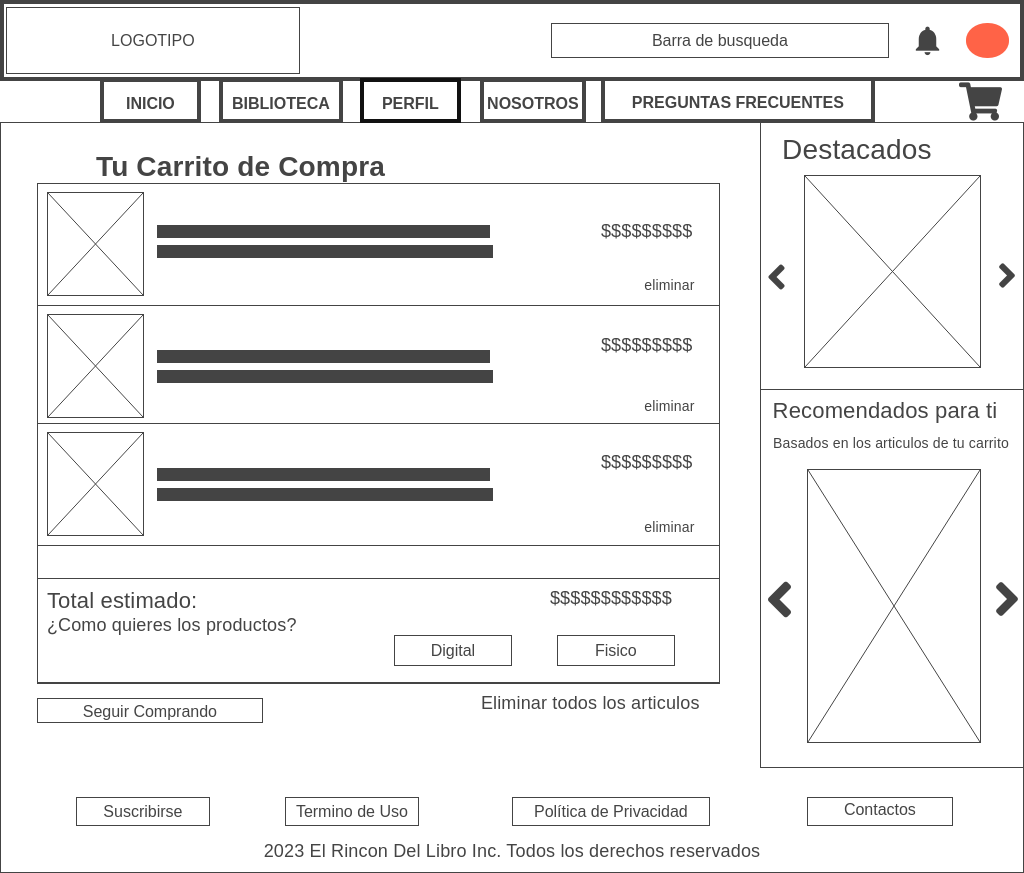 LOGOTIPO
Barra de busqueda
INICIO
BIBLIOTECA
PERFIL
NOSOTROS
PREGUNTAS FRECUENTES
Tu Carrito de Compra
$$$$$$$$$
eliminar
$$$$$$$$$
eliminar
$$$$$$$$$
eliminar
Total estimado:
$$$$$$$$$$$$
¿Como quieres los productos?
Digital
Fisico
Seguir Comprando
Eliminar todos los articulos
Destacados
Recomendados para ti
Basados en los articulos de tu carrito
Suscribirse
Termino de Uso
Política de Privacidad
Contactos
2023 El Rincon Del Libro Inc. Todos los derechos reservados